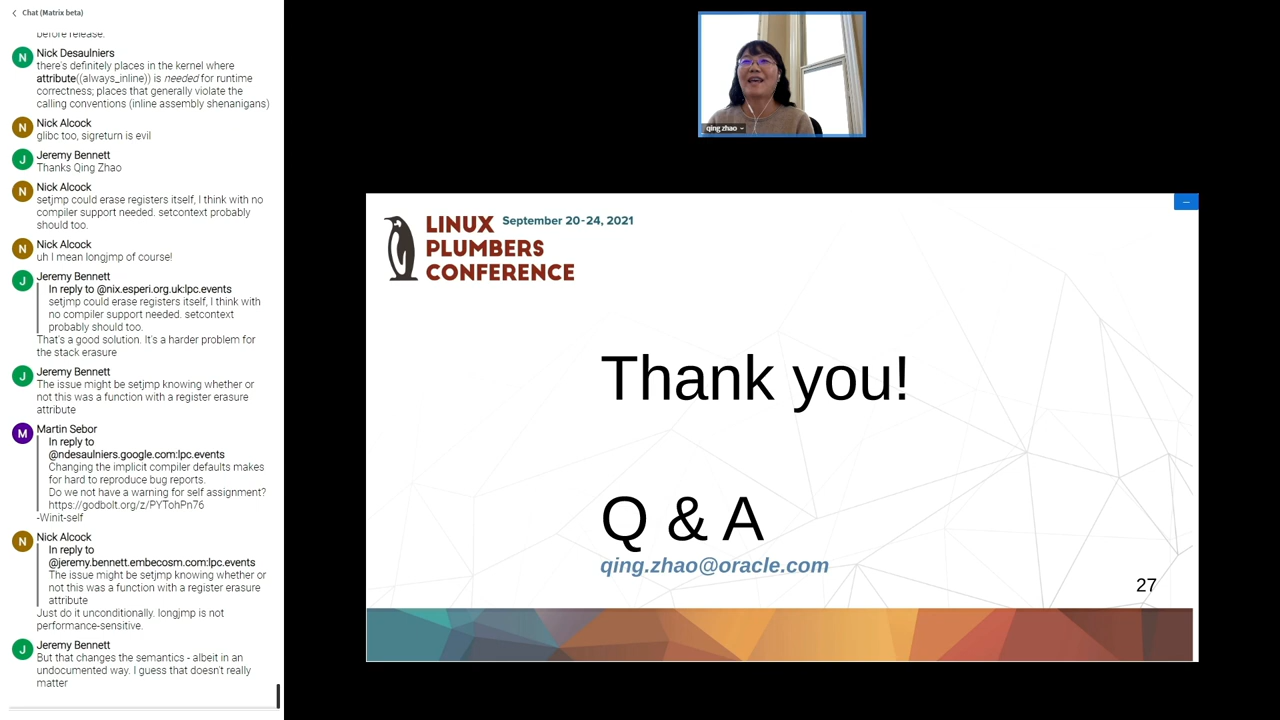 Chat (Matrix beta)
before release.
N
Nick Desaulniers
there's definitely places in the kernel where
attribute((always_inline)) is needed for runtime
correctness; places that generally violate the
calling conventions (inline assembly shenanigans)
N
Nick Alcock
glibc too, sigreturn is evil
J
Jeremy Bennett
Thanks Qing Zhao
N
Nick Alcock
setjmp could erase registers itself, I think with no
compiler support needed. setcontext probably
should too.
N
Nick Alcock
uh I mean longjmp of course!
J
Jeremy Bennett
In reply to @nix.esperi.org.uk:lpc.events
setjmp could erase registers itself, I think with
no compiler support needed. setcontext
probably should too.
That's a good solution. It's a harder problem for
the stack erasure
J
Jeremy Bennett
The issue might be setjmp knowing whether or
not this was a function with a register erasure
attribute
M
Martin Sebor
In reply to
@ndesaulniers.google.com:lpc.events
Changing the implicit compiler defaults makes
for hard to reproduce bug reports.
Do we not have a warning for self assignment?
https://godbolt.org/z/PYTohPn76
-Winit-self
N
Nick Alcock
In reply to
@jeremy.bennett.embecosm.com:lpc.events
The issue might be setjmp knowing whether or
not this was a function with a register erasure
attribute
Just do it unconditionally. longjmp is not
performance-sensitive.
J
Jeremy Bennett
But that changes the semantics - albeit in an
undocumented way. I guess that doesn't really
matter
qing zhao
LINUX
PLUMBERS
CONFERENCE
September 20-24, 2021
Thank you!
Q & A
qing.zhao@oracle.com
27